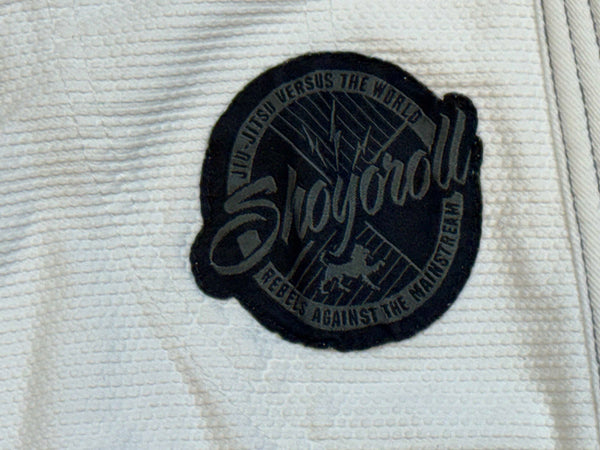 JIU-JITSU VERSUS THE WORLD
Shoyoroll
REBELS AGAINST THE MAINSTREAM